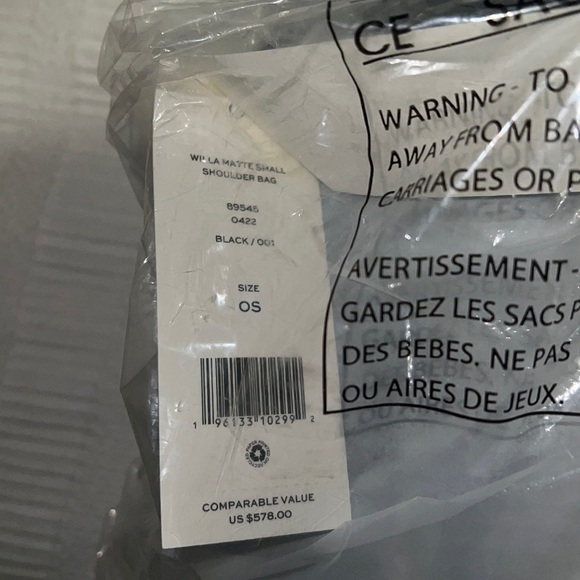 WILLA MATTE SMALL
SHOULDER BAG
89545
0422
BLACK / 001
SIZE
OS
1 96133 10299 2
COMPARABLE VALUE
US $578.00
CE
WARNING - TO
AWAY FROM BA
CARRIAGES OR P
AVERTISSEMENT -
GARDEZ LES SACS P
DES BEBES. NE PAS
OU AIRES DE JEUX.